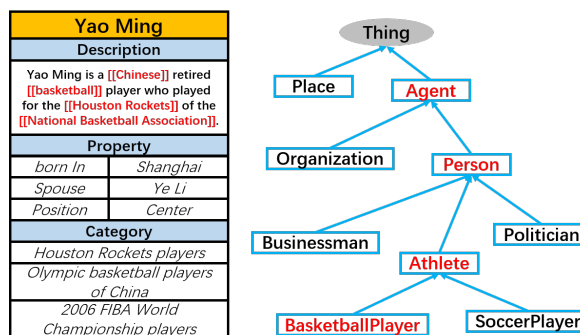 Yao Ming
Description
Yao Ming is a [[Chinese]] retired
[[basketball]] player who played
for the [[Houston Rockets]] of the
[[National Basketball Association]].
Property
born In Shanghai
Spouse Ye Li
Position Center
Category
Houston Rockets players
Olympic basketball players
of China
2006 FIBA World
Championship players
Thing
Place
Agent
Organization
Person
Businessman
Politician
Athlete
BasketballPlayer
SoccerPlayer